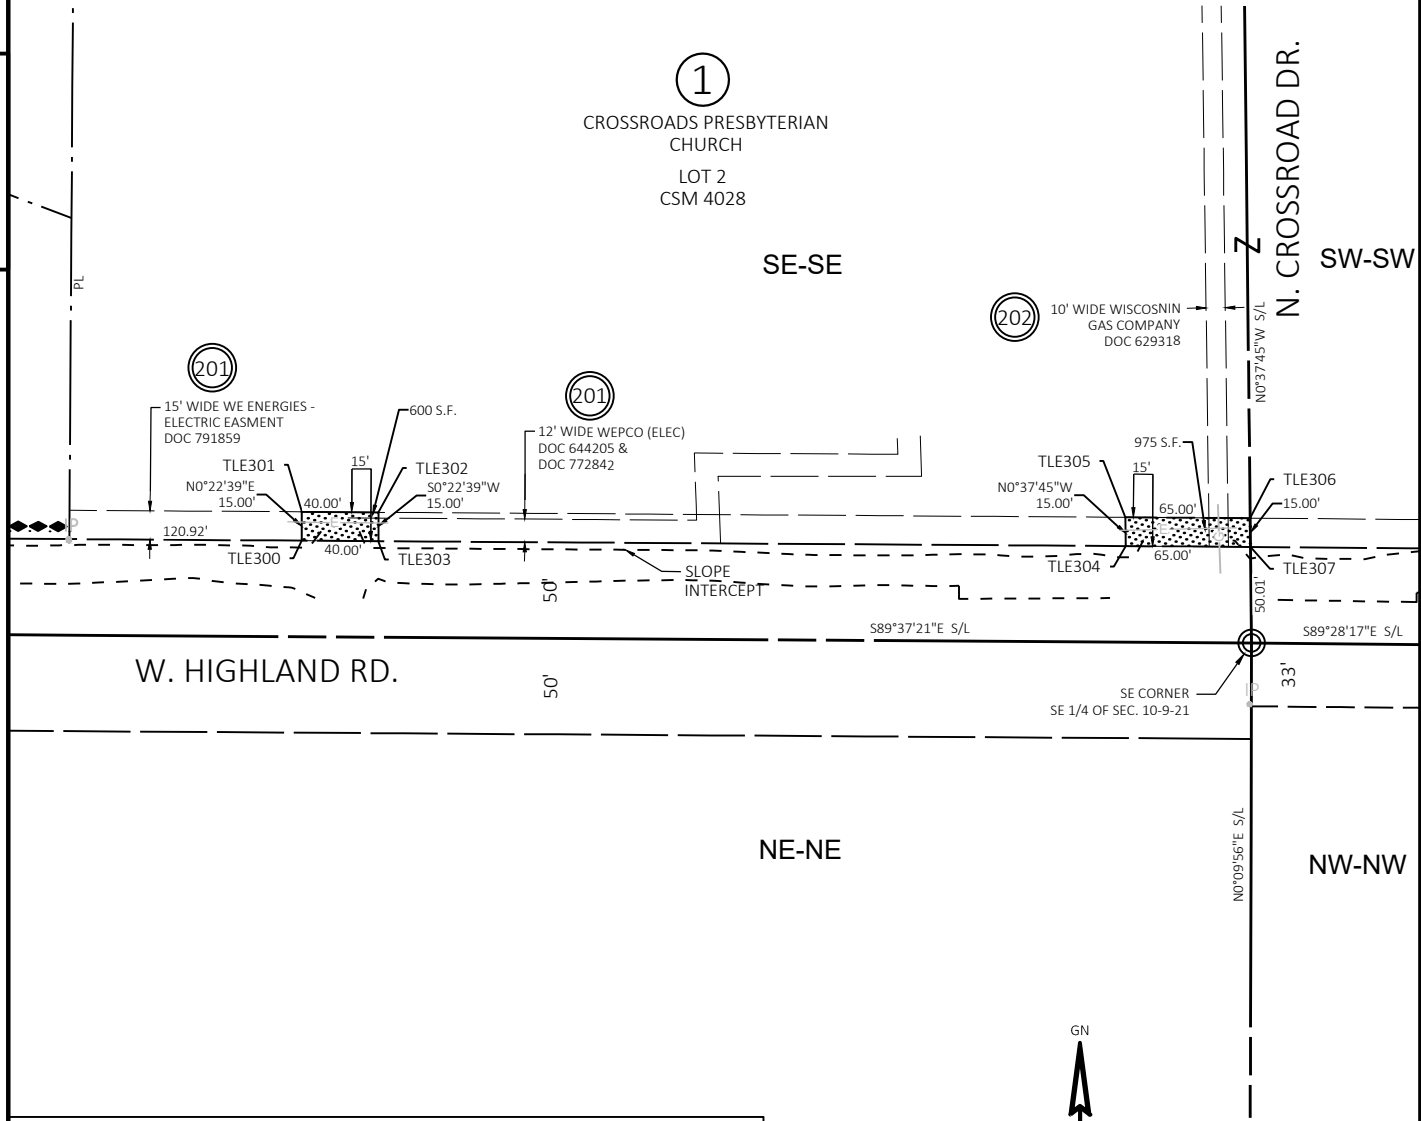 1
CROSSROADS PRESBYTERIAN
CHURCH
LOT 2
CSM 4028
N. CROSSROAD DR.
Z
SE-SE
SW-SW
PL
202
10' WIDE WISCOSNIN
GAS COMPANY
DOC 629318
N0°37'45"W S/L
201
15' WIDE WE ENERGIES -
ELECTRIC EASMENT
DOC 791859
600 S.F.
201
12' WIDE WEPCO (ELEC)
DOC 644205 &
DOC 772842
975 S.F.
TLE301
15'
TLE302
TLE305
15'
TLE306
N0°22'39"E
15.00'
40.00'
S0°22'39"W
15.00'
N0°37'45"W
15.00'
65.00'
15.00'
IP
120.92'
TLE300
40.00'
TLE303
SLOPE
INTERCEPT
TLE304
65.00'
TLE307
50'
50.01'
S89°37'21"E S/L
S89°28'17"E S/L
W. HIGHLAND RD.
50'
33'
IP
SE CORNER
SE 1/4 OF SEC. 10-9-21
NE-NE
N0°09'56"E S/L
NW-NW
GN